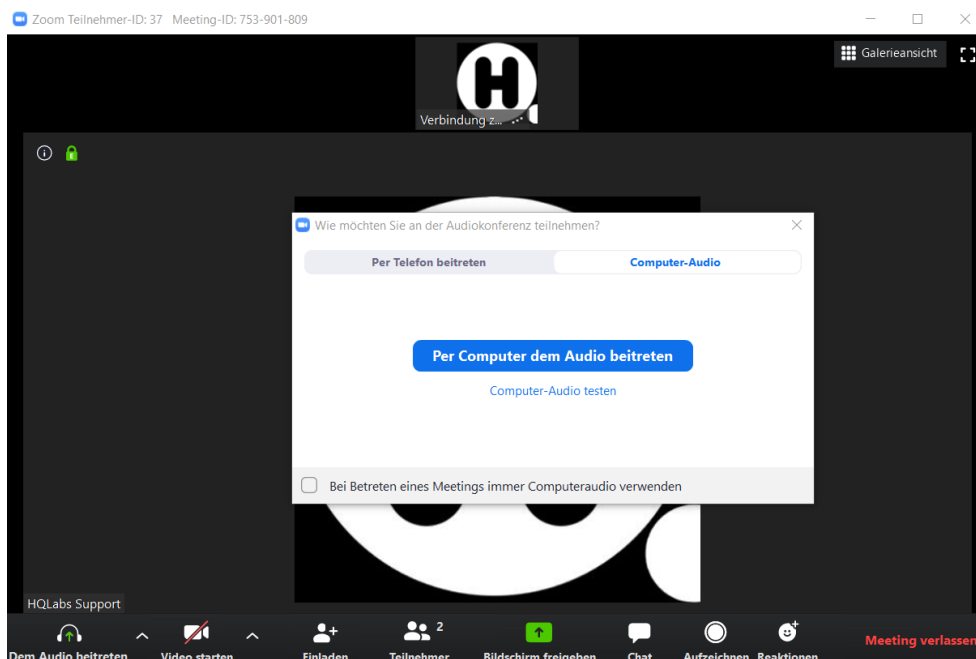 Zoom Teilnehmer-ID: 37 Meeting-ID: 753-901-809
Galerieansicht
H
Verbindung z... ...
Wie möchten Sie an der Audiokonferenz teilnehmen?
Per Telefon beitreten
Computer-Audio
Per Computer dem Audio beitreten
Computer-Audio testen
Bei Betreten eines Meetings immer Computeraudio verwenden
HQLabs Support
2
Dem Audio beitreten
Video starten
Einladen
Teilnehmer
Bildschirm freigeben
Chat
Aufzeichnen
Reaktionen
Meeting verlassen